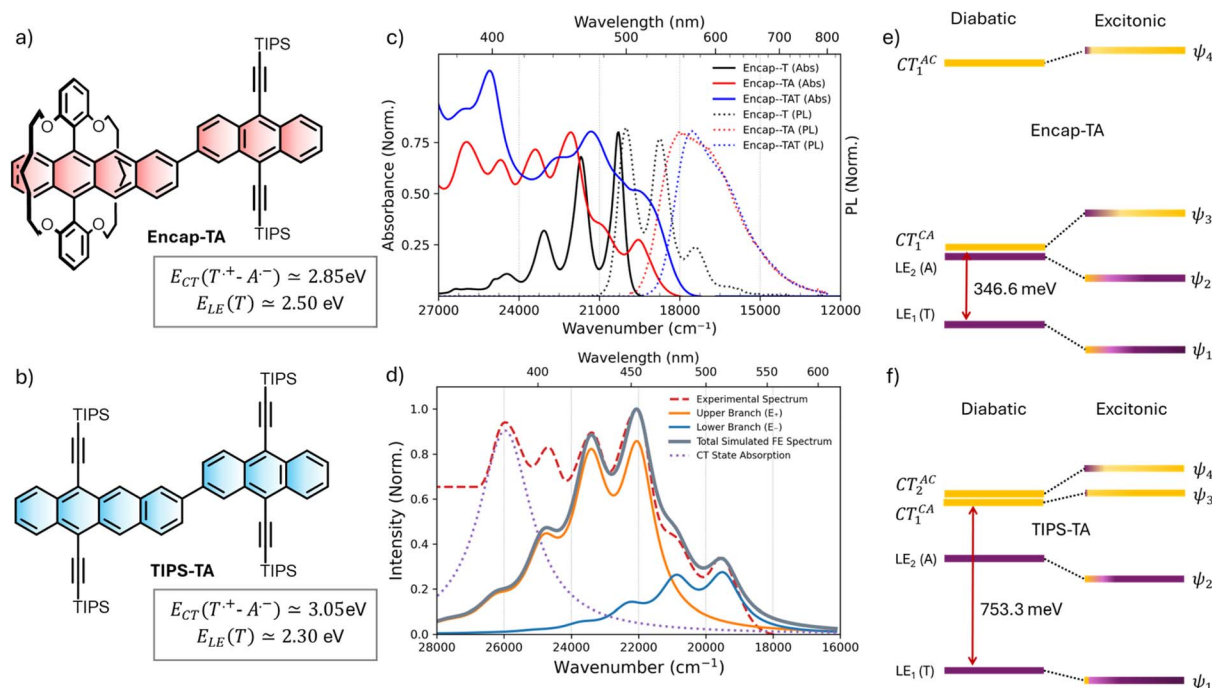 a)
TIPS
O
O
O
O
Encap-TA
TIPS
E_CT(T^·+- A^·−) ≃ 2.85eV
E_LE(T) ≃ 2.50 eV
b)
TIPS
TIPS
TIPS
TIPS
TIPS-TA
E_CT(T^·+- A^·−) ≃ 3.05eV
E_LE(T) ≃ 2.30 eV
c)
Wavelength (nm)
400 500 600 700 800
Absorbance (Norm.)
0.75
0.50
0.25
Encap--T (Abs)
Encap--TA (Abs)
Encap--TAT (Abs)
Encap--T (PL)
Encap--TA (PL)
Encap--TAT (PL)
PL (Norm.)
27000 24000 21000 18000 15000 12000
Wavenumber (cm⁻¹)
d)
Wavelength (nm)
400 450 500 550 600
Intensity (Norm.)
1.0
0.8
0.6
0.4
0.2
0.0
Experimental Spectrum
Upper Branch (E₊)
Lower Branch (E₋)
Total Simulated FE Spectrum
CT State Absorption
28000 26000 24000 22000 20000 18000 16000
Wavenumber (cm⁻¹)
e)
Diabatic Excitonic
CT₁^AC
ψ₄
Encap-TA
ψ₃
CT₁^CA
LE₂ (A)
ψ₂
346.6 meV
LE₁ (T)
ψ₁
f)
Diabatic Excitonic
CT₂^AC
ψ₄
CT₁^CA
ψ₃
TIPS-TA
LE₂ (A)
ψ₂
753.3 meV
LE₁ (T)
ψ₁